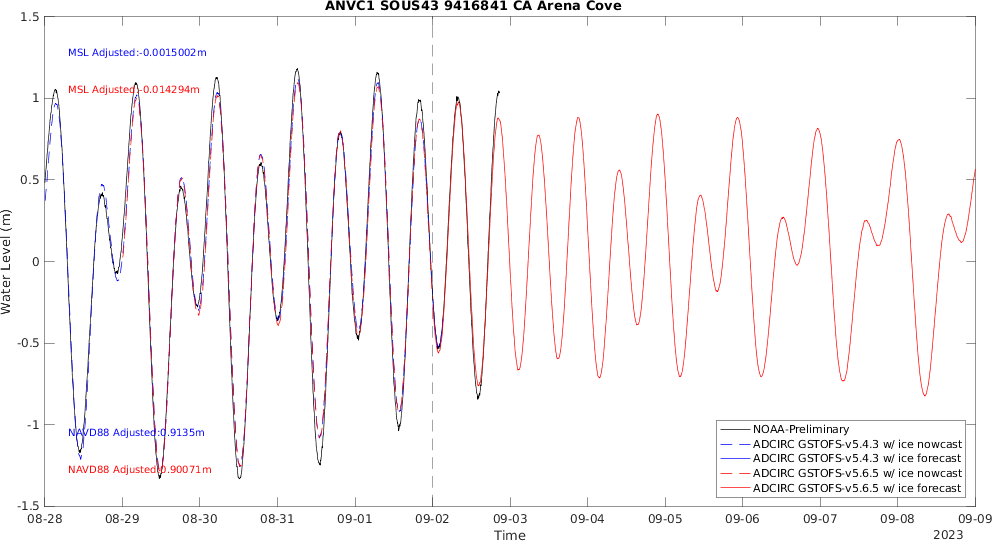 ANVC1 SOUS43 9416841 CA Arena Cove
1.5
1
0.5
0
-0.5
-1
-1.5
Water Level (m)
MSL Adjusted:-0.0015002m
MSL Adjusted:-0.014294m
NAVD88 Adjusted:0.9135m
NAVD88 Adjusted:0.90071m
NOAA-Preliminary
ADCIRC GSTOFS-v5.4.3 w/ ice nowcast
ADCIRC GSTOFS-v5.4.3 w/ ice forecast
ADCIRC GSTOFS-v5.6.5 w/ ice nowcast
ADCIRC GSTOFS-v5.6.5 w/ ice forecast
08-28 08-29 08-30 08-31 09-01 09-02 09-03 09-04 09-05 09-06 09-07 09-08 09-09
Time
2023